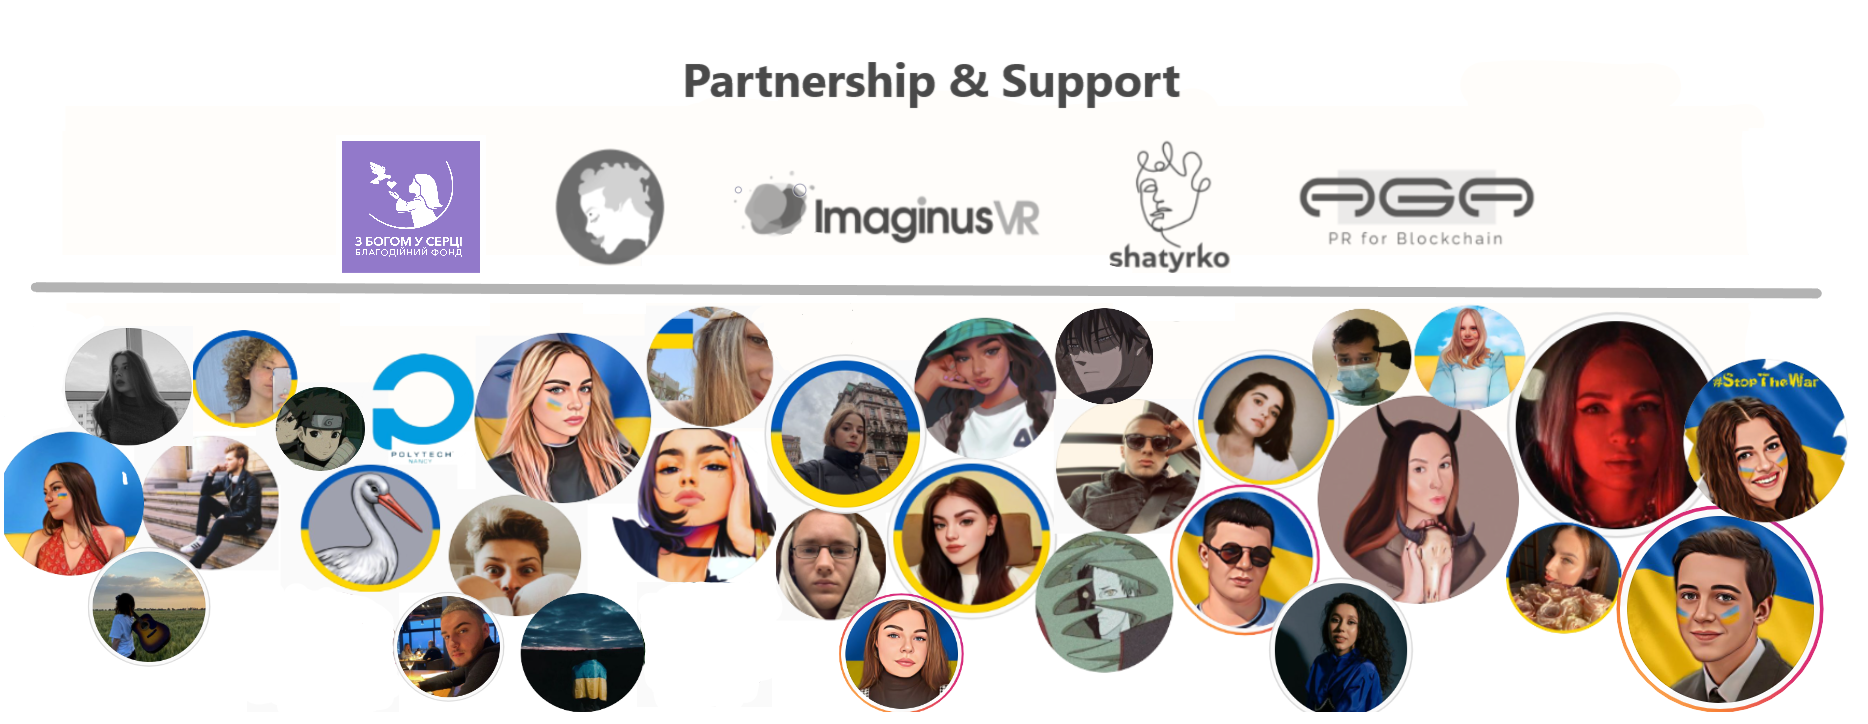 Partnership & Support
З БОГОМ У СЕРЦІ
БЛАГОДІЙНИЙ ФОНД
ImaginusVR
shatyrko
AGA
PR for Blockchain
POLYTECH
NANCY
#StopTheWar